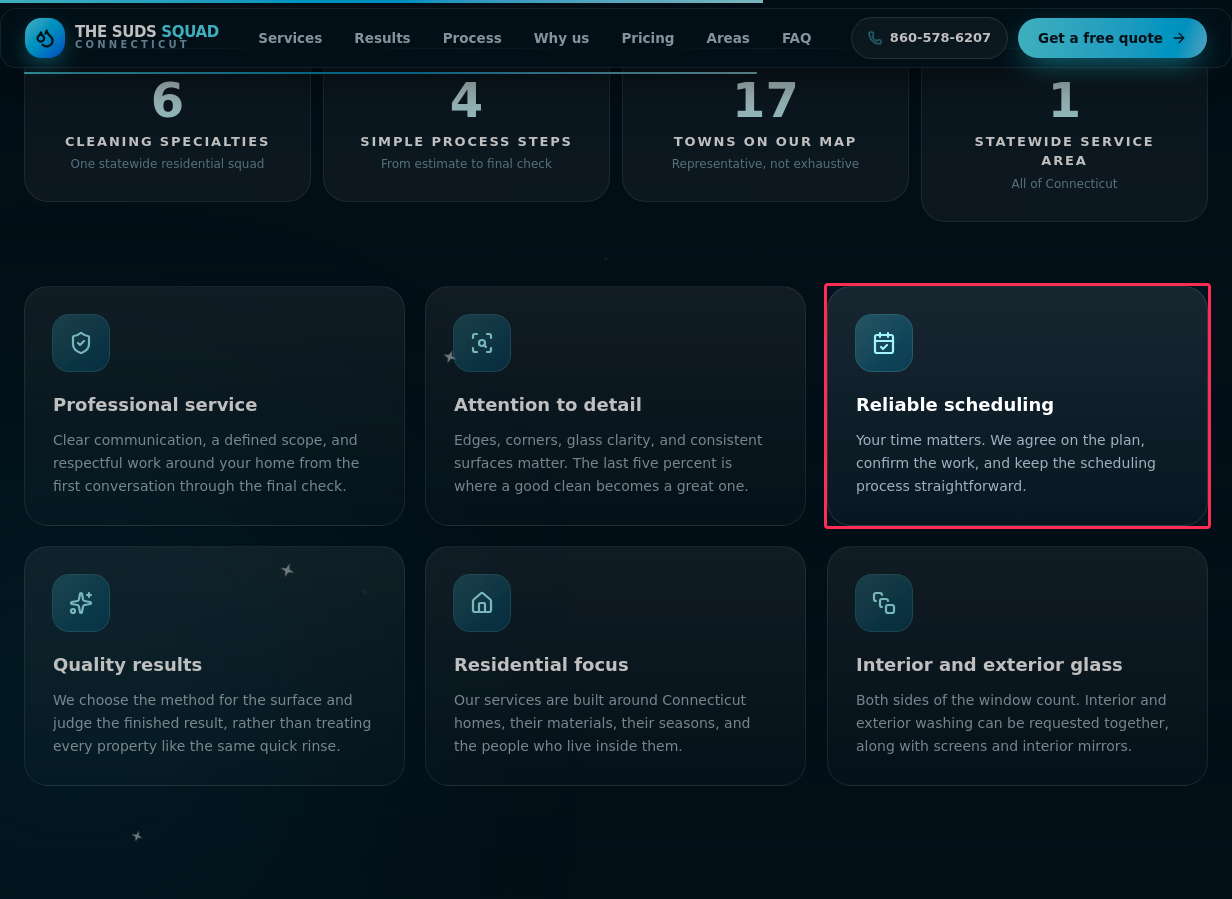 THE SUDS SQUAD
CONNECTICUT
Services
Results
Process
Why us
Pricing
Areas
FAQ
860-578-6207
Get a free quote
6
CLEANING SPECIALTIES
One statewide residential squad
4
SIMPLE PROCESS STEPS
From estimate to final check
17
TOWNS ON OUR MAP
Representative, not exhaustive
1
STATEWIDE SERVICE
AREA
All of Connecticut
Professional service
Clear communication, a defined scope, and
respectful work around your home from the
first conversation through the final check.
Attention to detail
Edges, corners, glass clarity, and consistent
surfaces matter. The last five percent is
where a good clean becomes a great one.
Reliable scheduling
Your time matters. We agree on the plan,
confirm the work, and keep the scheduling
process straightforward.
Quality results
We choose the method for the surface and
judge the finished result, rather than treating
every property like the same quick rinse.
Residential focus
Our services are built around Connecticut
homes, their materials, their seasons, and
the people who live inside them.
Interior and exterior glass
Both sides of the window count. Interior and
exterior washing can be requested together,
along with screens and interior mirrors.